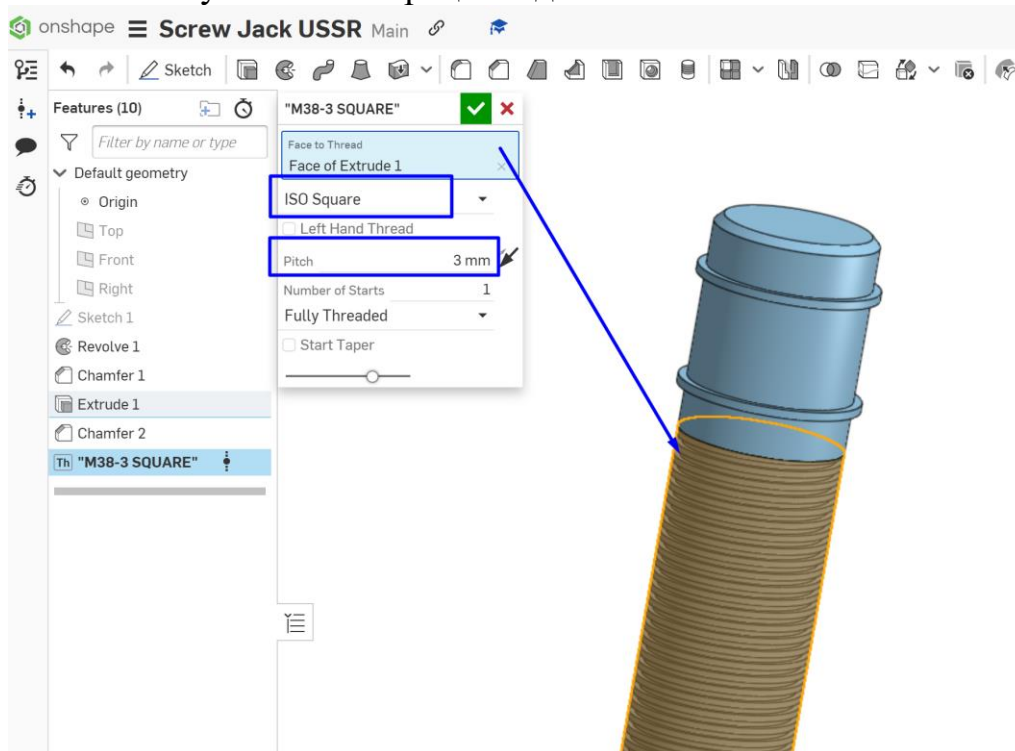 onshape Screw Jack USSR Main
Sketch
Features (10)
Filter by name or type
Default geometry
Origin
Top
Front
Right
Sketch 1
Revolve 1
Chamfer 1
Extrude 1
Chamfer 2
Th "M38-3 SQUARE"
"M38-3 SQUARE"
Face to Thread
Face of Extrude 1
ISO Square
Left Hand Thread
Pitch 3 mm
Number of Starts 1
Fully Threaded
Start Taper